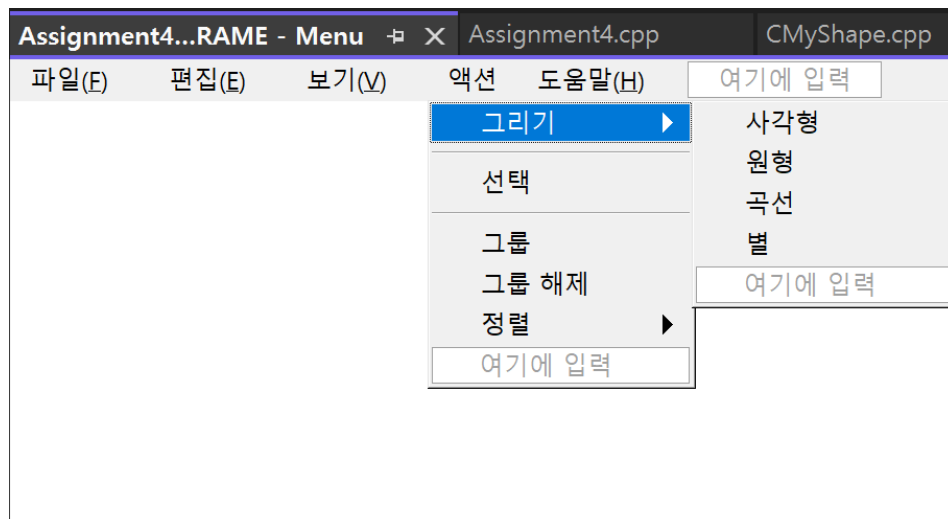 Assignment4...RAME - Menu Assignment4.cpp CMyShape.cpp
파일(F) 편집(E) 보기(V) 액션 도움말(H) 여기에 입력
그리기
선택
그룹
그룹 해제
정렬
여기에 입력
사각형
원형
곡선
별
여기에 입력